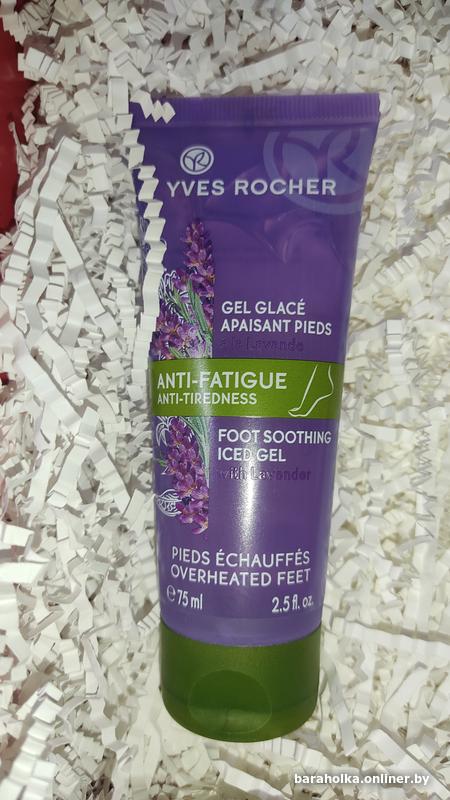 YVES ROCHER
GEL GLACÉ
APAISANT PIEDS
à la Lavande
ANTI-FATIGUE
ANTI-TIREDNESS
FOOT SOOTHING
ICED GEL
with Lavender
PIEDS ÉCHAUFFÉS
OVERHEATED FEET
℮ 75 ml 2.5 fl. oz.
baraholka.onliner.by